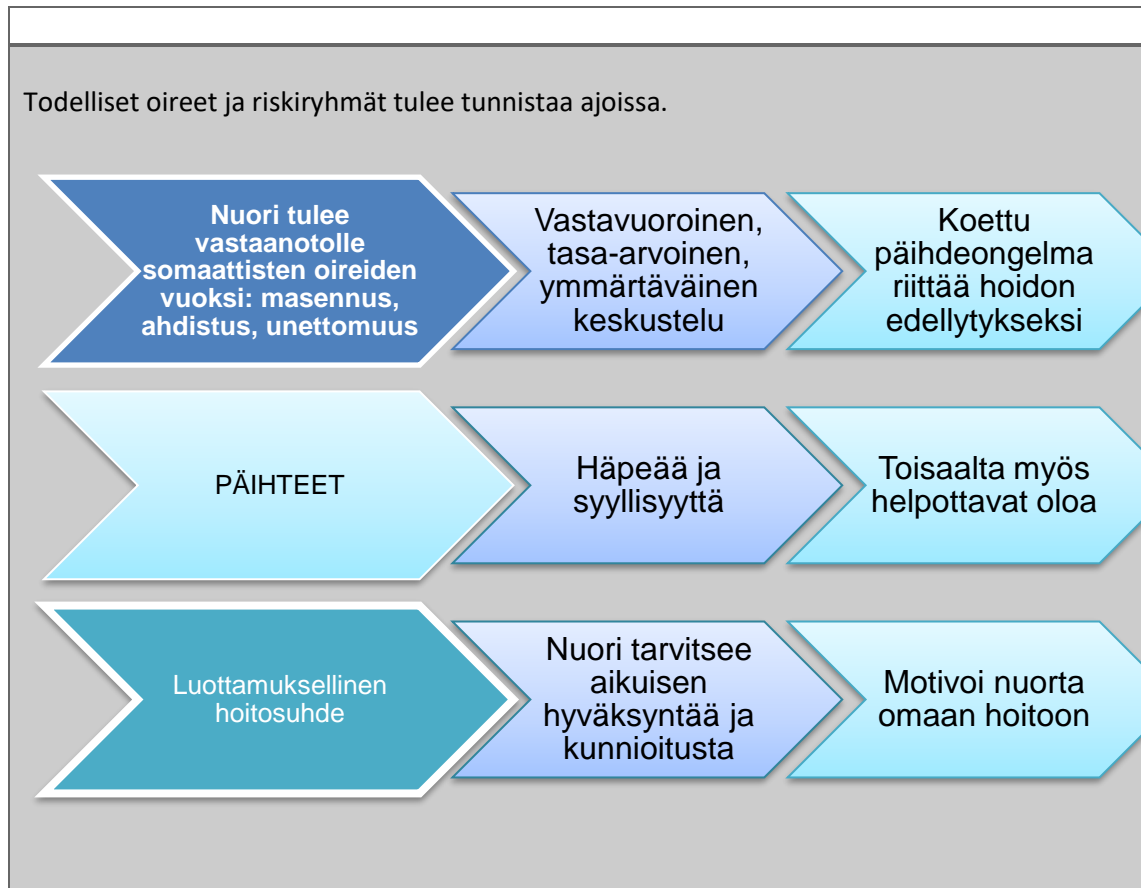 Todelliset oireet ja riskiryhmät tulee tunnistaa ajoissa.
Nuori tulee
vastaanotolle
somaattisten oireiden
vuoksi: masennus,
ahdistus, unettomuus
Vastavuoroinen,
tasa-arvoinen,
ymmärtäväinen
keskustelu
Koettu
päihdeongelma
riittää hoidon
edellytykseksi
PÄIHTEET
Häpeää ja
syyllisyyttä
Toisaalta myös
helpottavat oloa
Luottamuksellinen
hoitosuhde
Nuori tarvitsee
aikuisen
hyväksyntää ja
kunnioitusta
Motivoi nuorta
omaan hoitoon